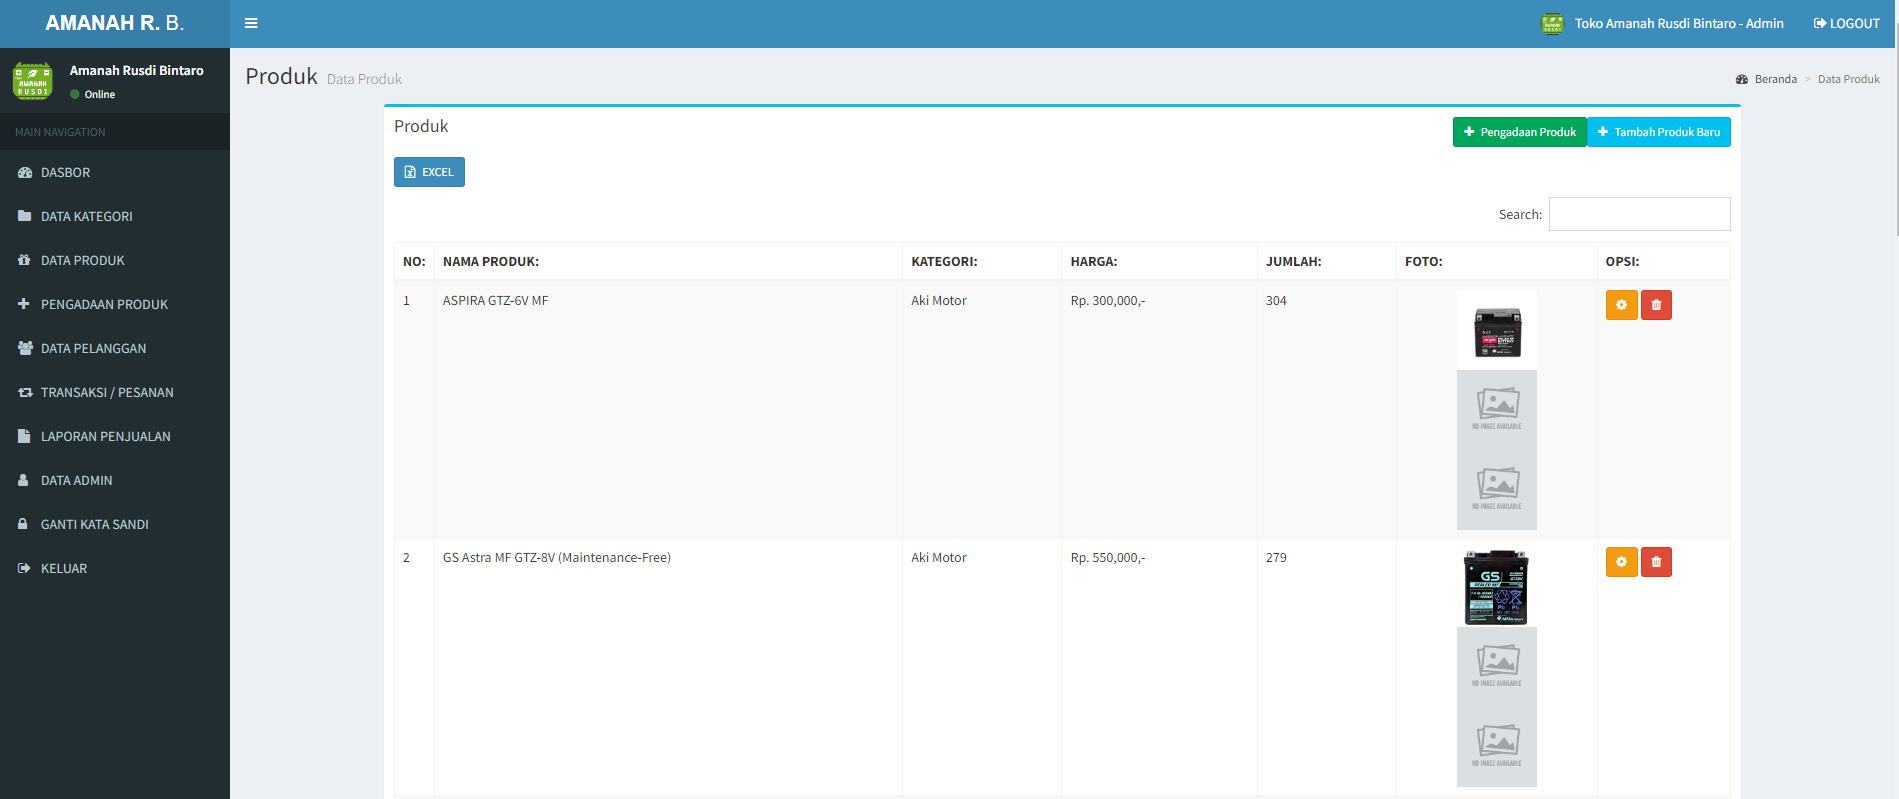 AMANAH R. B.
Toko Amanah Rusdi Bintaro - Admin
LOGOUT
AMANAH
RUSDI
Amanah Rusdi Bintaro
Online
MAIN NAVIGATION
DASBOR
DATA KATEGORI
DATA PRODUK
PENGADAAN PRODUK
DATA PELANGGAN
TRANSAKSI / PESANAN
LAPORAN PENJUALAN
DATA ADMIN
GANTI KATA SANDI
KELUAR
Produk Data Produk
Beranda > Data Produk
Produk
Pengadaan Produk
Tambah Produk Baru
EXCEL
Search:
NO: NAMA PRODUK: KATEGORI: HARGA: JUMLAH: FOTO: OPSI:
1 ASPIRA GTZ-6V MF Aki Motor Rp. 300,000,- 304
NO IMAGE AVAILABLE
NO IMAGE AVAILABLE
2 GS Astra MF GTZ-8V (Maintenance-Free) Aki Motor Rp. 550,000,- 279
GS
NO IMAGE AVAILABLE
NO IMAGE AVAILABLE